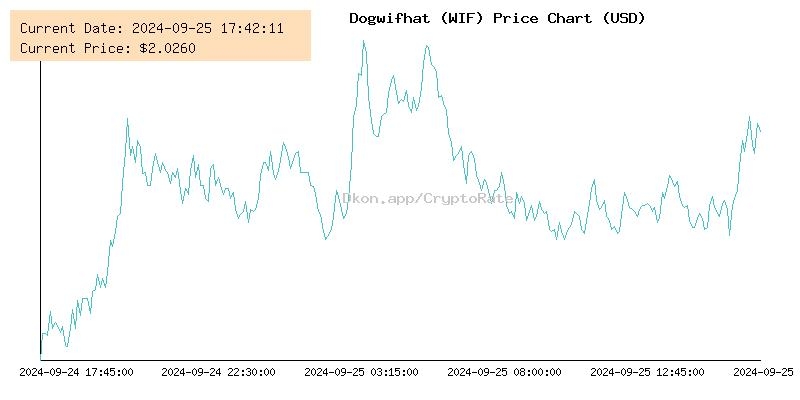 Dogwifhat (WIF) Price Chart (USD)
Current Date: 2024-09-25 17:42:11
Current Price: $2.0260
Dkon.app/CryptoRate
2024-09-24 17:45:00
2024-09-24 22:30:00
2024-09-25 03:15:00
2024-09-25 08:00:00
2024-09-25 12:45:00
2024-09-25